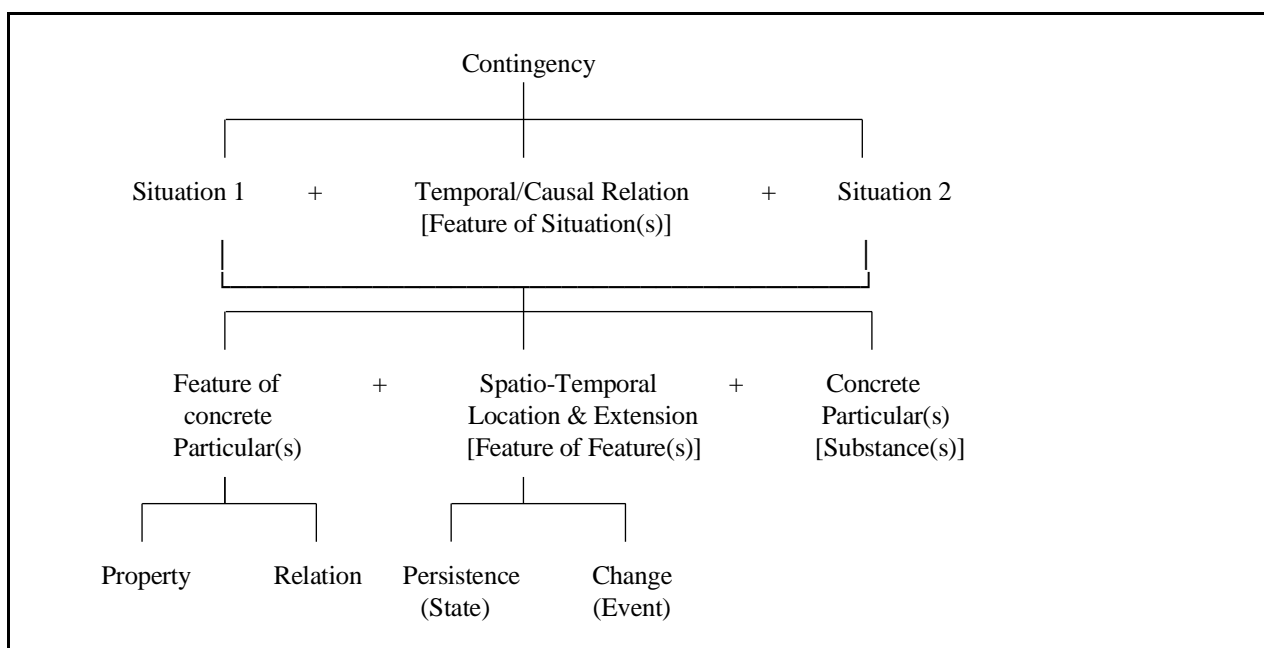 Contingency
Situation 1 + Temporal/Causal Relation + Situation 2
[Feature of Situation(s)]
Feature of + Spatio-Temporal + Concrete
concrete Location & Extension Particular(s)
Particular(s) [Feature of Feature(s)] [Substance(s)]
Property Relation Persistence Change
(State) (Event)